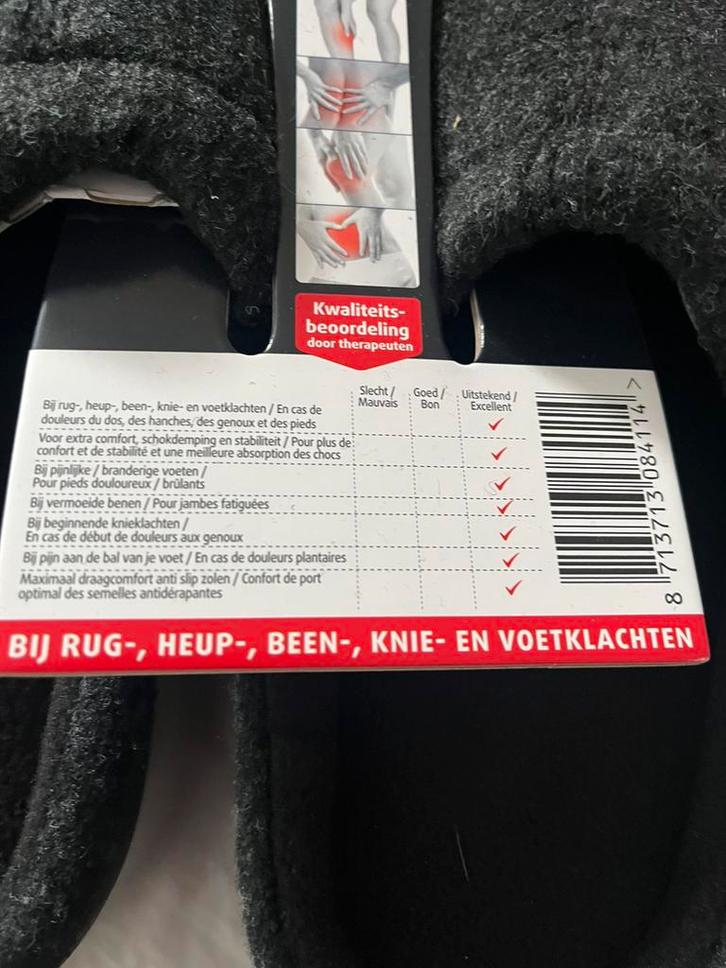 Kwaliteits-
beoordeling
door therapeuten
Slecht / Goed / Uitstekend /
Mauvais Bon Excellent
Bij rug-, heup-, been-, knie- en voetklachten / En cas de
douleurs du dos, des hanches, des genoux et des pieds
Voor extra comfort, schokdemping en stabiliteit / Pour plus de
confort et de stabilité et une meilleure absorption des chocs
Bij pijnlijke / branderige voeten /
Pour pieds douloureux / brûlants
Bij vermoeide benen / Pour jambes fatiguées
Bij beginnende knieklachten /
En cas de début de douleurs aux genoux
Bij pijn aan de bal van je voet / En cas de douleurs plantaires
Maximaal draagcomfort anti slip zolen / Confort de port
optimal des semelles antidérapantes
8 713713 084114 >
BIJ RUG-, HEUP-, BEEN-, KNIE- EN VOETKLACHTEN